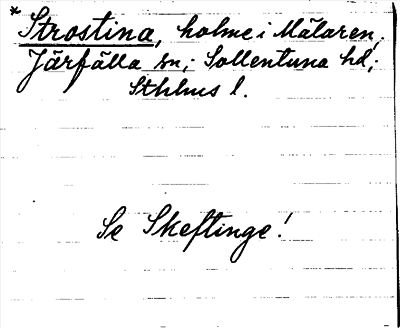 * Strostina, holme i Mälaren,
Järfälla sn; Sollentuna hd;
Sthlms l.
Se Skeftinge!